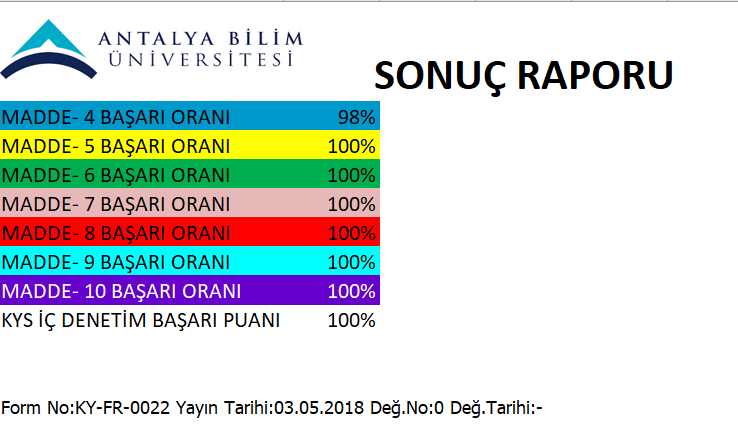 ANTALYA BİLİM
ÜNİVERSİTESİ
SONUÇ RAPORU
MADDE- 4 BAŞARI ORANI 98%
MADDE- 5 BAŞARI ORANI 100%
MADDE- 6 BAŞARI ORANI 100%
MADDE- 7 BAŞARI ORANI 100%
MADDE- 8 BAŞARI ORANI 100%
MADDE- 9 BAŞARI ORANI 100%
MADDE- 10 BAŞARI ORANI 100%
KYS İÇ DENETİM BAŞARI PUANI 100%
Form No:KY-FR-0022 Yayın Tarihi:03.05.2018 Değ.No:0 Değ.Tarihi:-